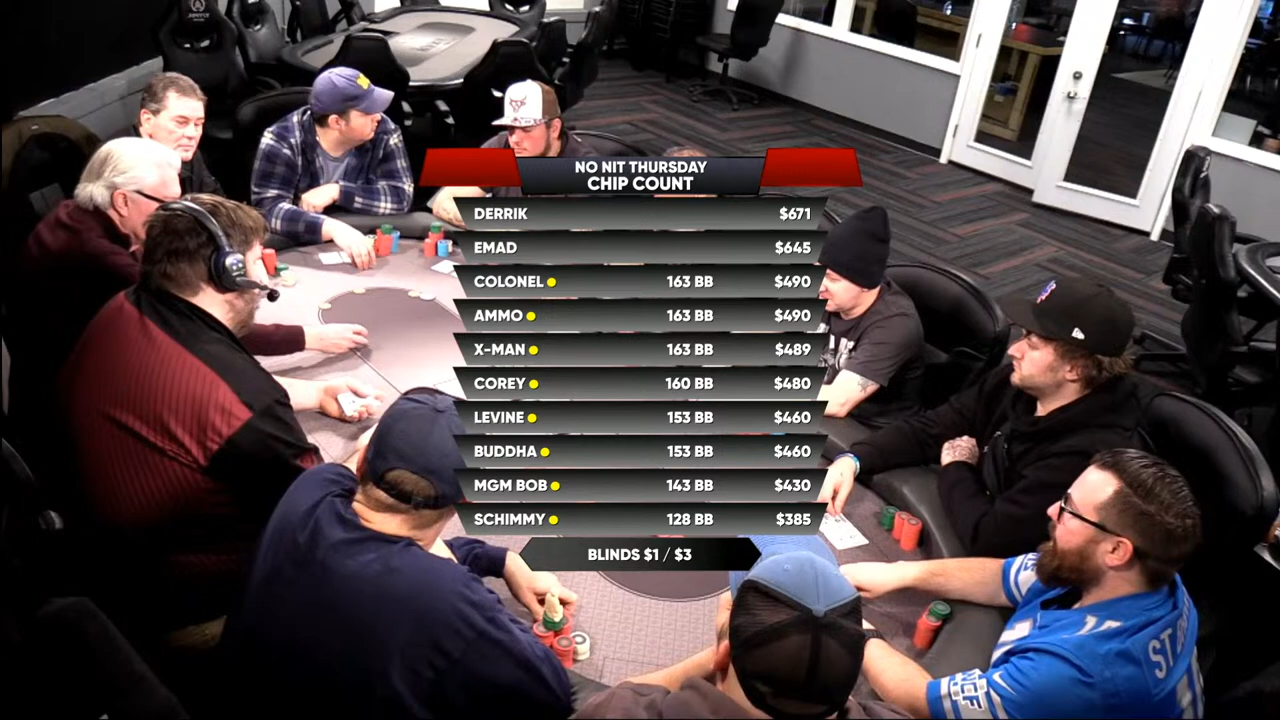 NO NIT THURSDAY
CHIP COUNT
DERRIK $671
EMAD $645
COLONEL 163 BB $490
AMMO 163 BB $490
X-MAN 163 BB $489
COREY 160 BB $480
LEVINE 153 BB $460
BUDDHA 153 BB $460
MGM BOB 143 BB $430
SCHIMMY 128 BB $385
BLINDS $1 / $3